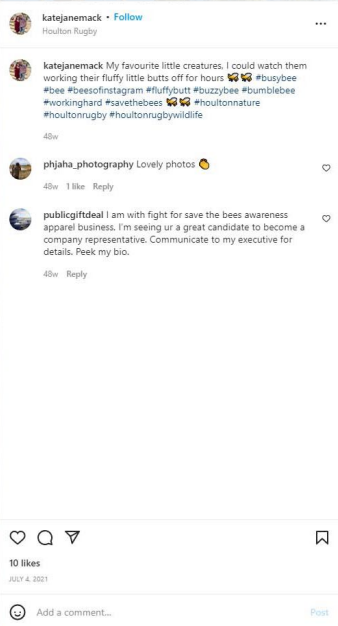 katejanemack • Follow
Houlton Rugby
katejanemack My favourite little creatures, I could watch them
working their fluffy little butts off for hours 🐝🐝 #busybee
#bee #beesofinstagram #fluffybutt #buzzybee #bumblebee
#workinghard #savethebees 🐝🐝 #houltonnature
#houltonrugby #houltonrugbywildlife
48w
phjaha_photography Lovely photos 👏
48w 1 like Reply
publicgiftdeal I am with fight for save the bees awareness
apparel business. I'm seeing ur a great candidate to become a
company representative. Communicate to my executive for
details. Peek my bio.
48w Reply
10 likes
JULY 4, 2021
Add a comment...
Post